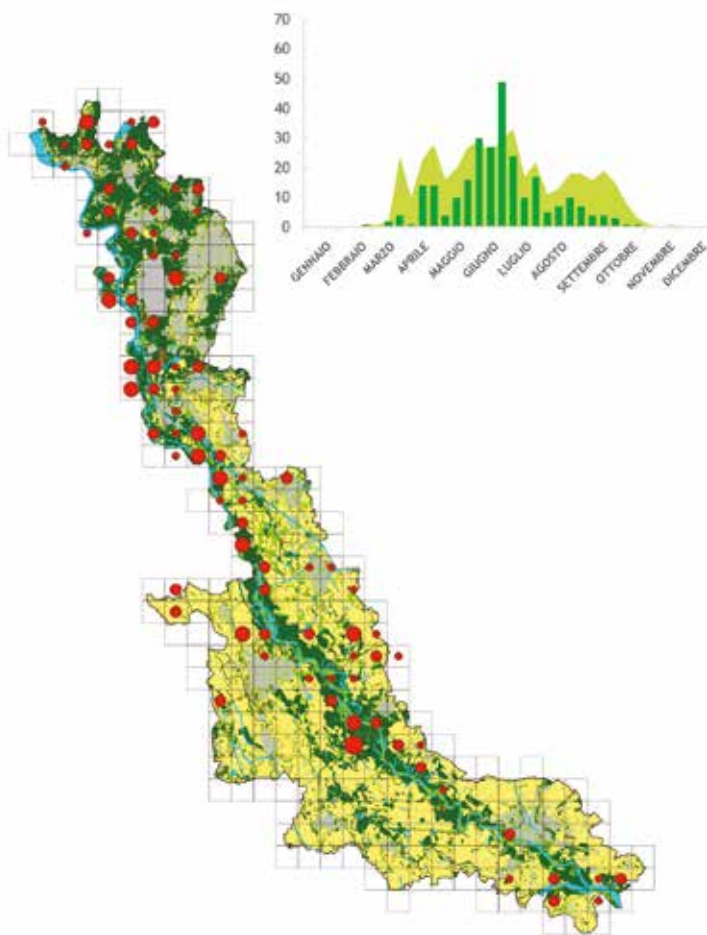 70
60
50
40
30
20
10
0
GENNAIO
FEBBRAIO
MARZO
APRILE
MAGGIO
GIUGNO
LUGLIO
AGOSTO
SETTEMBRE
OTTOBRE
NOVEMBRE
DICEMBRE